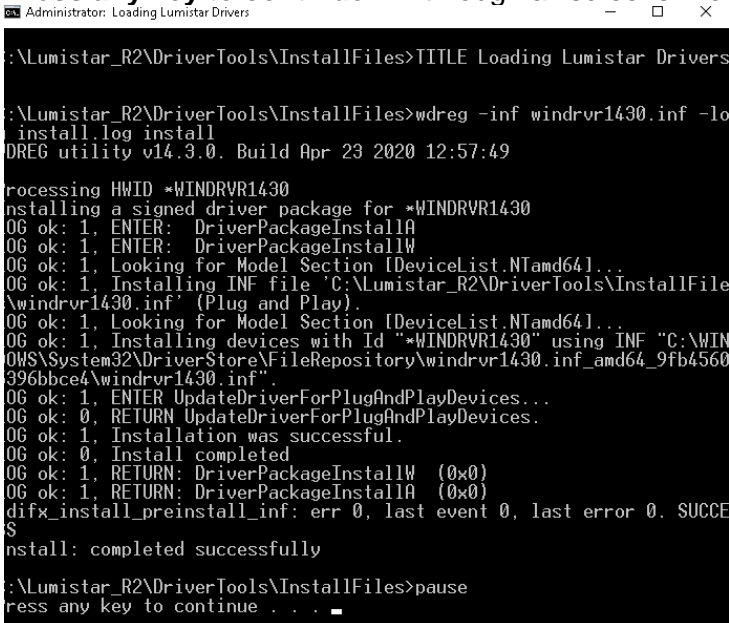 Administrator: Loading Lumistar Drivers
:\Lumistar_R2\DriverTools\InstallFiles>TITLE Loading Lumistar Drivers
:\Lumistar_R2\DriverTools\InstallFiles>wdreg -inf windrvr1430.inf -lo
install.log install
DREG utility v14.3.0. Build Apr 23 2020 12:57:49
rocessing HWID *WINDRVR1430
nstalling a signed driver package for *WINDRVR1430
OG ok: 1, ENTER:  DriverPackageInstallA
OG ok: 1, ENTER:  DriverPackageInstallW
OG ok: 1, Looking for Model Section [DeviceList.NTamd64]...
OG ok: 1, Installing INF file 'C:\Lumistar_R2\DriverTools\InstallFile
\windrvr1430.inf' (Plug and Play).
OG ok: 1, Looking for Model Section [DeviceList.NTamd64]...
OG ok: 1, Installing devices with Id "*WINDRVR1430" using INF "C:\WIN
OWS\System32\DriverStore\FileRepository\windrvr1430.inf_amd64_9fb4560
396bbce4\windrvr1430.inf".
OG ok: 1, ENTER UpdateDriverForPlugAndPlayDevices...
OG ok: 0, RETURN UpdateDriverForPlugAndPlayDevices.
OG ok: 1, Installation was successful.
OG ok: 0, Install completed
OG ok: 1, RETURN: DriverPackageInstallW  (0x0)
OG ok: 1, RETURN: DriverPackageInstallA  (0x0)
difx_install_preinstall_inf: err 0, last event 0, last error 0. SUCCE
S
nstall: completed successfully
:\Lumistar_R2\DriverTools\InstallFiles>pause
ress any key to continue . . .